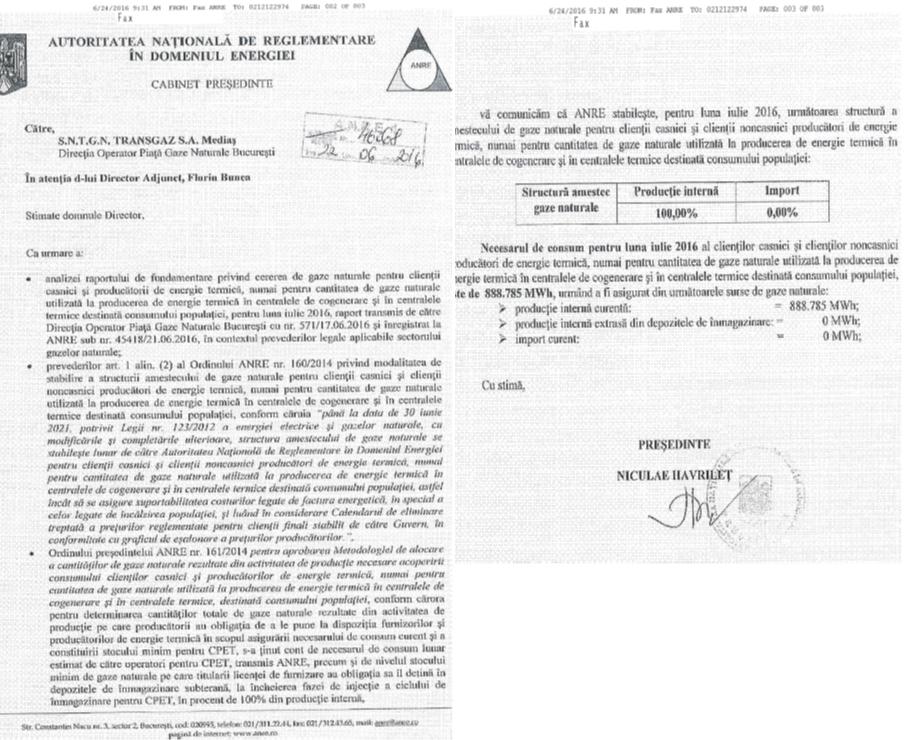 6/24/2016 9:31 AM FROM: Fax ANRE TO: 0212122974 PAGE: 002 OF 003
Fax
AUTORITATEA NAȚIONALĂ DE REGLEMENTARE
ÎN DOMENIUL ENERGIEI
CABINET PREȘEDINTE
ANRE
Către,
S.N.T.G.N. TRANSGAZ S.A. Mediaș
Direcția Operator Piață Gaze Naturale București
ANRE
22 06 2016
În atenția d-lui Director Adjunct, Florin Bunea
Stimate domnule Director,
Ca urmare a:
• analizei raportului de fundamentare privind cererea de gaze naturale pentru clienții
casnici și producătorii de energie termică, numai pentru cantitatea de gaze naturale
utilizată la producerea de energie termică în centralele de cogenerare și în centralele
termice destinată consumului populației, pentru luna iulie 2016, raport transmis de către
Direcția Operator Piață Gaze Naturale București cu nr. 571/17.06.2016 și înregistrat la
ANRE sub nr. 45418/21.06.2016, în contextul prevederilor legale aplicabile sectorului
gazelor naturale;
• prevederilor art. 1 alin. (2) al Ordinului ANRE nr. 160/2014 privind modalitatea de
stabilire a structurii amestecului de gaze naturale pentru clienții casnici și clienții
noncasnici producători de energie termică, numai pentru cantitatea de gaze naturale
utilizată la producerea de energie termică în centralele de cogenerare și în centralele
termice destinată consumului populației, conform căruia "până la data de 30 iunie
2021, potrivit Legii nr. 123/2012 a energiei electrice și gazelor naturale, cu
modificările și completările ulterioare, structura amestecului de gaze naturale se
stabilește lunar de către Autoritatea Națională de Reglementare în Domeniul Energiei
pentru clienții casnici și clienții noncasnici producători de energie termică, numai
pentru cantitatea de gaze naturale utilizată la producerea de energie termică în
centralele de cogenerare și în centralele termice destinată consumului populației, astfel
încât să se asigure suportabilitatea costurilor legate de factura energetică, în special a
celor legate de încălzirea populației, și luând în considerare Calendarul de eliminare
treptată a prețurilor reglementate pentru clienții finali stabilit de către Guvern, în
conformitate cu graficul de eșalonare a prețurilor producătorilor.",
• Ordinului președintelui ANRE nr. 161/2014 pentru aprobarea Metodologiei de alocare
a cantităților de gaze naturale rezultate din activitatea de producție necesare acoperirii
consumului clienților casnici și producătorilor de energie termică, numai pentru
cantitatea de gaze naturale utilizată la producerea de energie termică în centralele de
cogenerare și în centralele termice, destinată consumului populației, conform cărora
pentru determinarea cantităților totale de gaze naturale rezultate din activitatea de
producție pe care producătorii au obligația de a le pune la dispoziția furnizorilor și
producătorilor de energie termică în scopul asigurării necesarului de consum curent și a
constituirii stocului minim pentru CPET, s-a ținut cont de necesarul de consum lunar
estimat de către operatori pentru CPET, transmis ANRE, precum și de nivelul stocului
minim de gaze naturale pe care titularii licenței de furnizare au obligația sa îl dețină în
depozitele de înmagazinare subterană, la încheierea fazei de injecție a ciclului de
înmagazinare pentru CPET, în procent de 100% din producție internă,
Str. Constantin Nacu nr. 3, sector 2, București, cod: 020995, telefon: 021/311.22.44, fax: 021/312.43.65, mail: anre@anre.ro
pagină de internet: www.anre.ro
6/24/2016 9:31 AM FROM: Fax ANRE TO: 0212122974 PAGE: 003 OF 003
Fax
vă comunicăm că ANRE stabilește, pentru luna iulie 2016, următoarea structură a
mestecului de gaze naturale pentru clienții casnici și clienții noncasnici producători de energie
rmică, numai pentru cantitatea de gaze naturale utilizată la producerea de energie termică în
ntralele de cogenerare și în centralele termice destinată consumului populației:
Structură amestec gaze naturale Producție internă Import
100,00% 0,00%
Necesarul de consum pentru luna iulie 2016 al clienților casnici și clienților noncasnici
oducători de energie termică, numai pentru cantitatea de gaze naturale utilizată la producerea de
nergie termică în centralele de cogenerare și în centralele termice destinată consumului populației,
te de 888.785 MWh, urmând a fi asigurat din următoarele surse de gaze naturale:
➢ producție internă curentă: = 888.785 MWh;
➢ producție internă extrasă din depozitele de înmagazinare: = 0 MWh;
➢ import curent: = 0 MWh;
Cu stimă,
PREȘEDINTE
NICULAE HAVRILEȚ